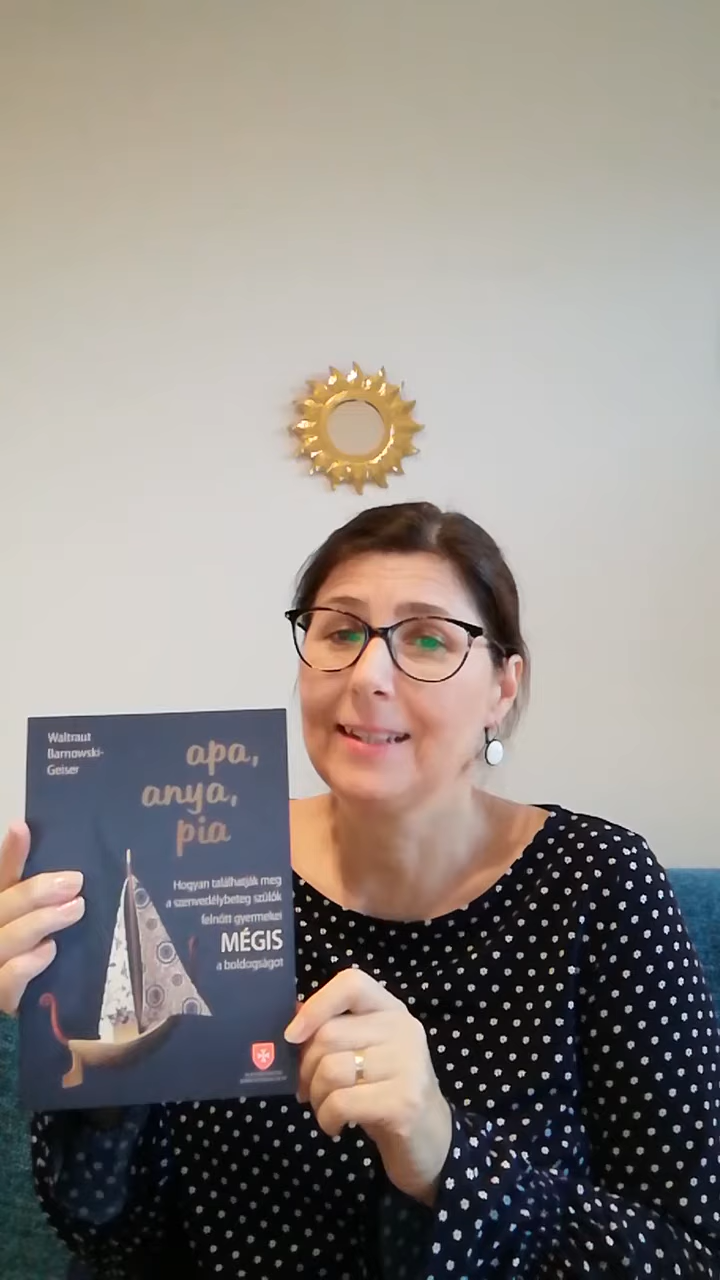 Waltraut
Barnowski-
Geiser
apa,
anya,
pia
Hogyan találhatják meg
a szenvedélybeteg szülők
felnőtt gyermekei
MÉGIS
a boldogságot